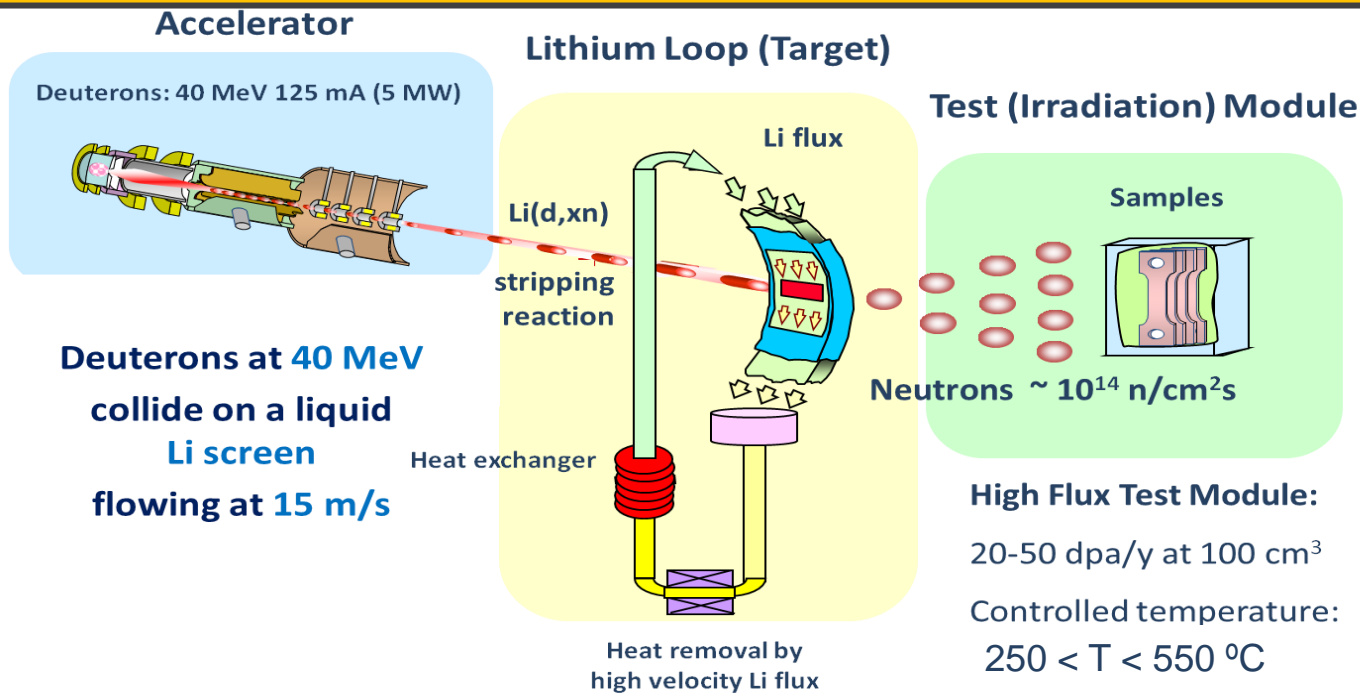 Accelerator
Deuterons: 40 MeV 125 mA (5 MW)
Deuterons at 40 MeV
collide on a liquid
Li screen
flowing at 15 m/s
Lithium Loop (Target)
Li flux
Li(d,xn)
stripping
reaction
Heat exchanger
Heat removal by
high velocity Li flux
Test (Irradiation) Module
Samples
Neutrons ~ 10¹⁴ n/cm²s
High Flux Test Module:
20-50 dpa/y at 100 cm³
Controlled temperature:
250 < T < 550 ºC